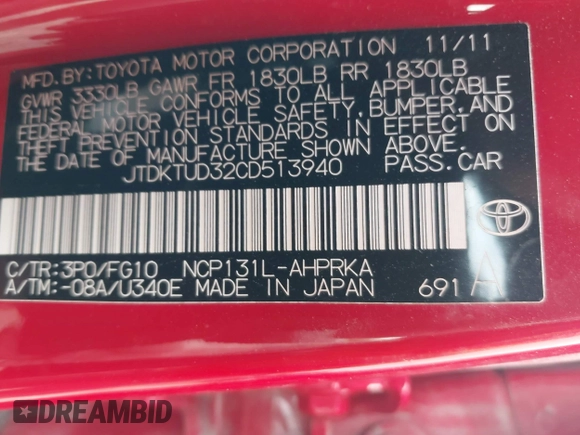 MFD. BY: TOYOTA MOTOR CORPORATION 11/11
GVWR 3330LB GAWR FR 1830LB RR 1830LB
THIS VEHICLE CONFORMS TO ALL APPLICABLE
FEDERAL MOTOR VEHICLE SAFETY, BUMPER, AND
THEFT PREVENTION STANDARDS IN EFFECT ON
THE DATE OF MANUFACTURE SHOWN ABOVE.
JTDKTUD32CD513940 PASS. CAR
C/TR: 3P0/FG10 NCP131L-AHPRKA A
A/TM: -08A/U340E MADE IN JAPAN 691
DREAMBID